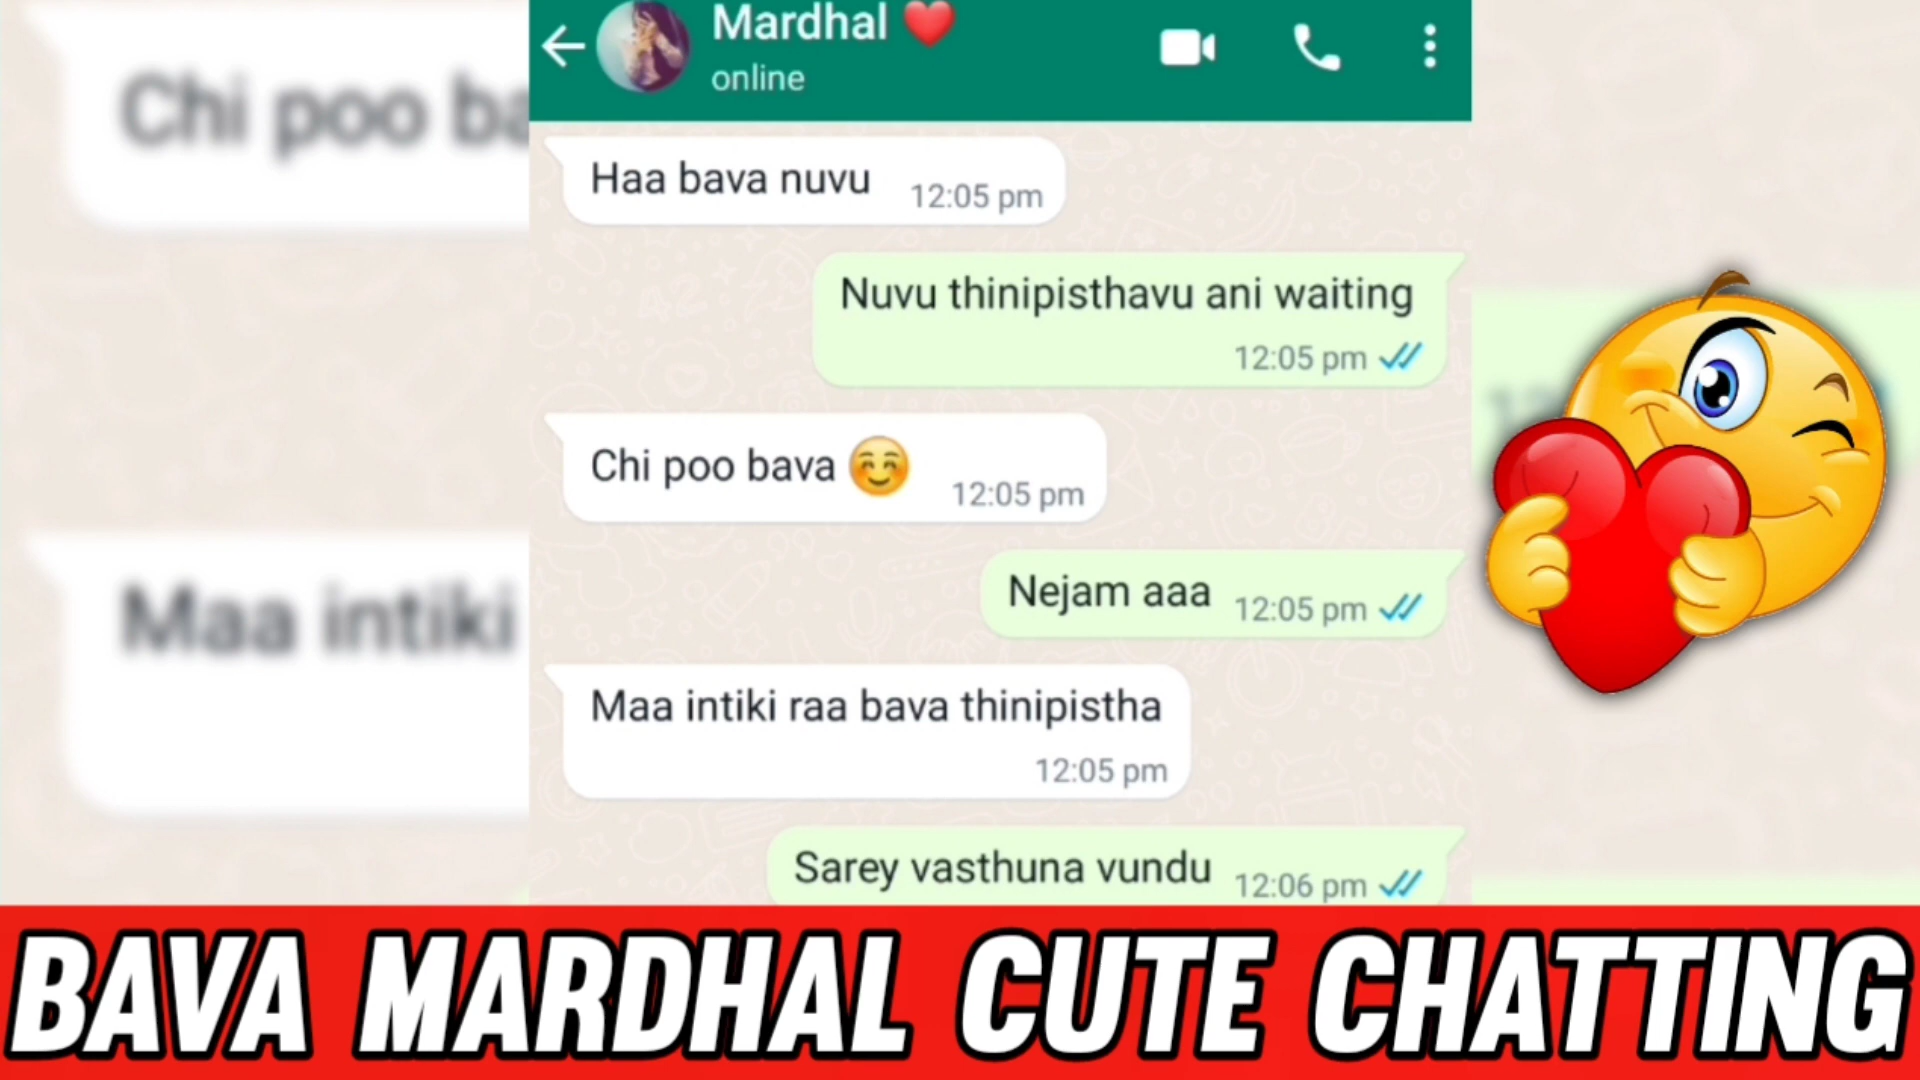 Mardhal ❤️
online
Haa bava nuvu 12:05 pm
Nuvu thinipisthavu ani waiting
12:05 pm
Chi poo bava ☺️ 12:05 pm
Nejam aaa 12:05 pm
Maa intiki raa bava thinipistha
12:05 pm
Sarey vasthuna vundu 12:06 pm
Chi poo ba
Maa intiki
BAVA MARDHAL CUTE CHATTING